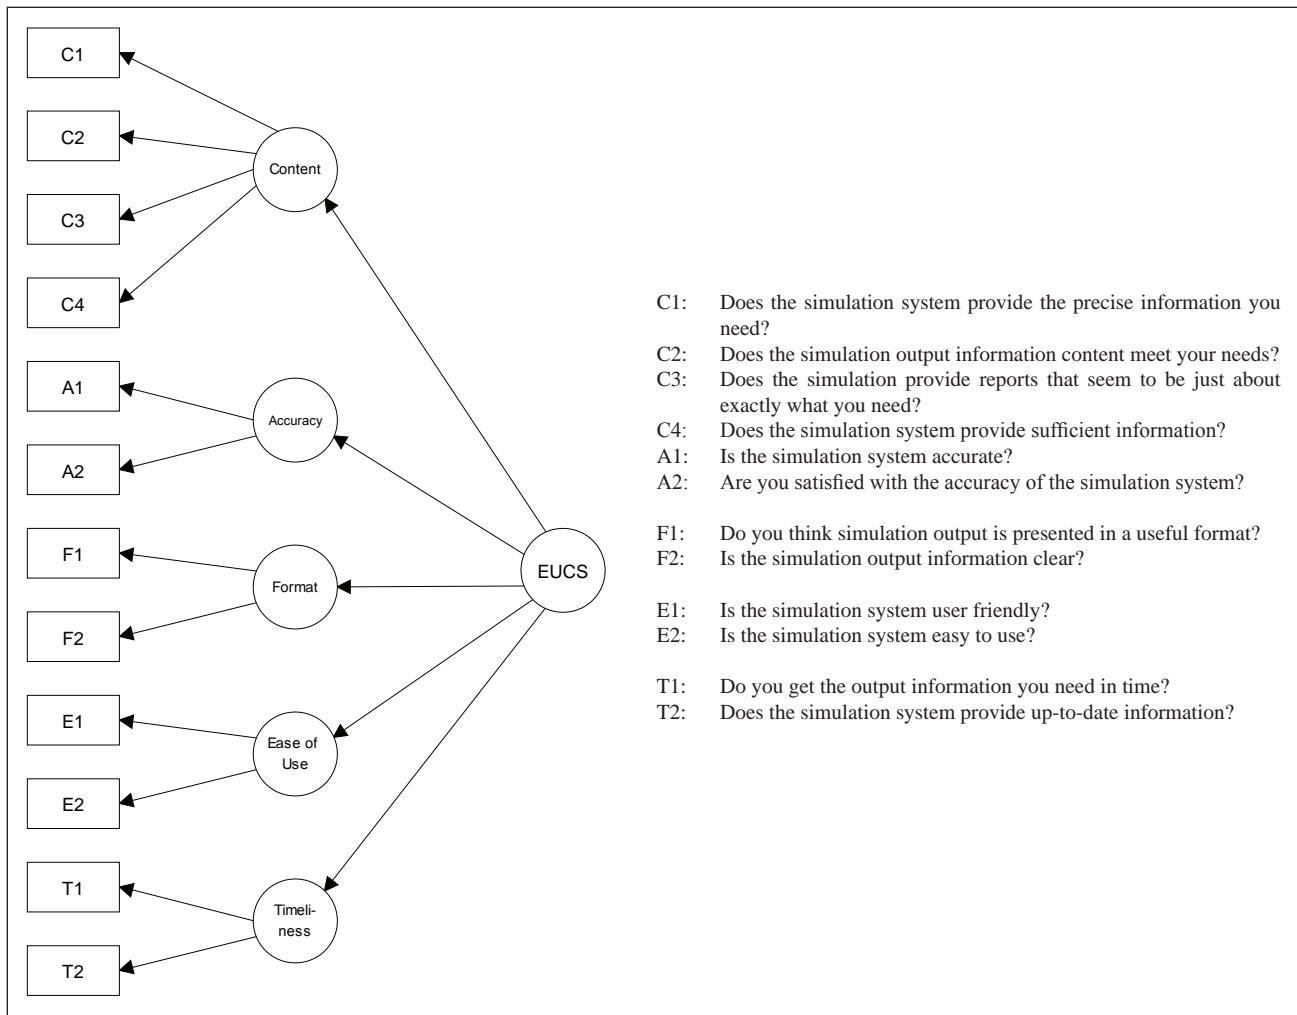 C1
C2
C3
C4
A1
A2
F1
F2
E1
E2
T1
T2
Content
Accuracy
Format
Ease of
Use
Timeli-
ness
EUCS
C1: Does the simulation system provide the precise information you
need?
C2: Does the simulation output information content meet your needs?
C3: Does the simulation provide reports that seem to be just about
exactly what you need?
C4: Does the simulation system provide sufficient information?
A1: Is the simulation system accurate?
A2: Are you satisfied with the accuracy of the simulation system?
F1: Do you think simulation output is presented in a useful format?
F2: Is the simulation output information clear?
E1: Is the simulation system user friendly?
E2: Is the simulation system easy to use?
T1: Do you get the output information you need in time?
T2: Does the simulation system provide up-to-date information?